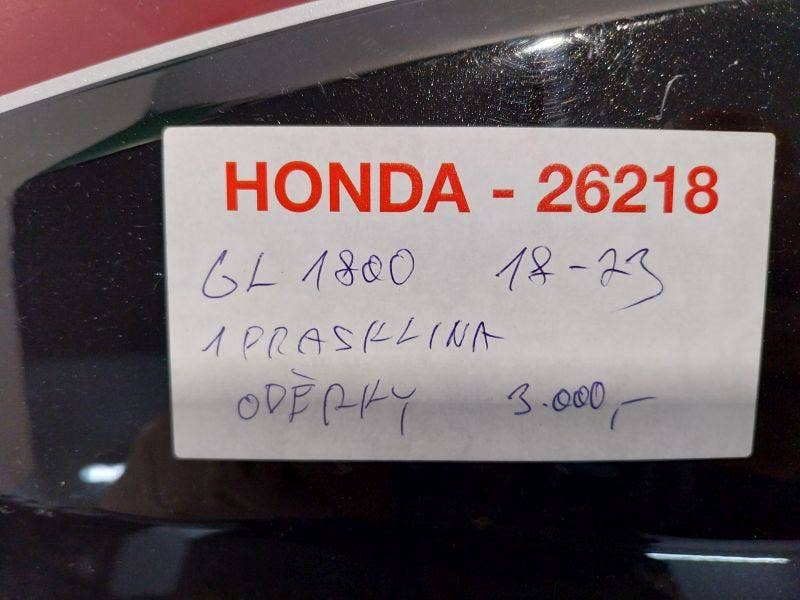 HONDA - 26218
GL 1800 18-23
1 PRASKLINA
ODĚRKY 3.000,-